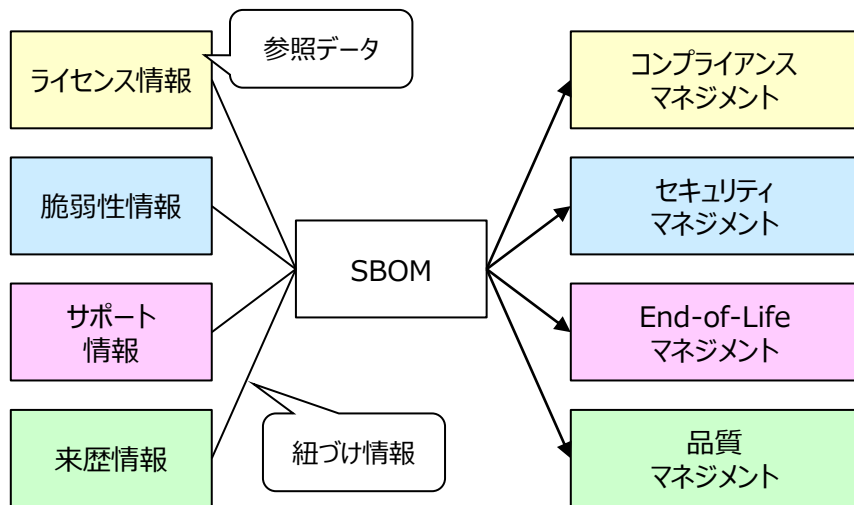 ライセンス情報
参照データ
脆弱性情報
サポート
情報
来歴情報
紐づけ情報
SBOM
コンプライアンス
マネジメント
セキュリティ
マネジメント
End-of-Life
マネジメント
品質
マネジメント